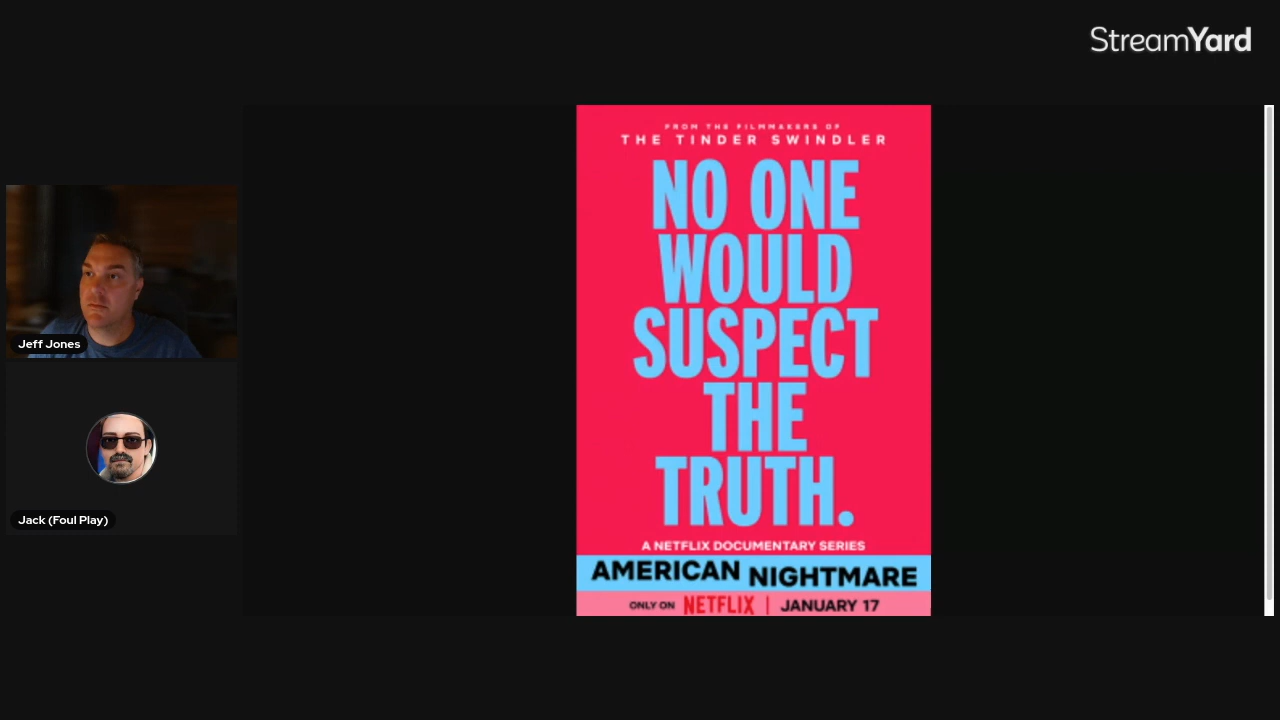 StreamYard
FROM THE FILMMAKERS OF
THE TINDER SWINDLER
NO ONE
WOULD
SUSPECT
THE
TRUTH.
A NETFLIX DOCUMENTARY SERIES
AMERICAN NIGHTMARE
ONLY ON NETFLIX | JANUARY 17
Jeff Jones
Jack (Foul Play)